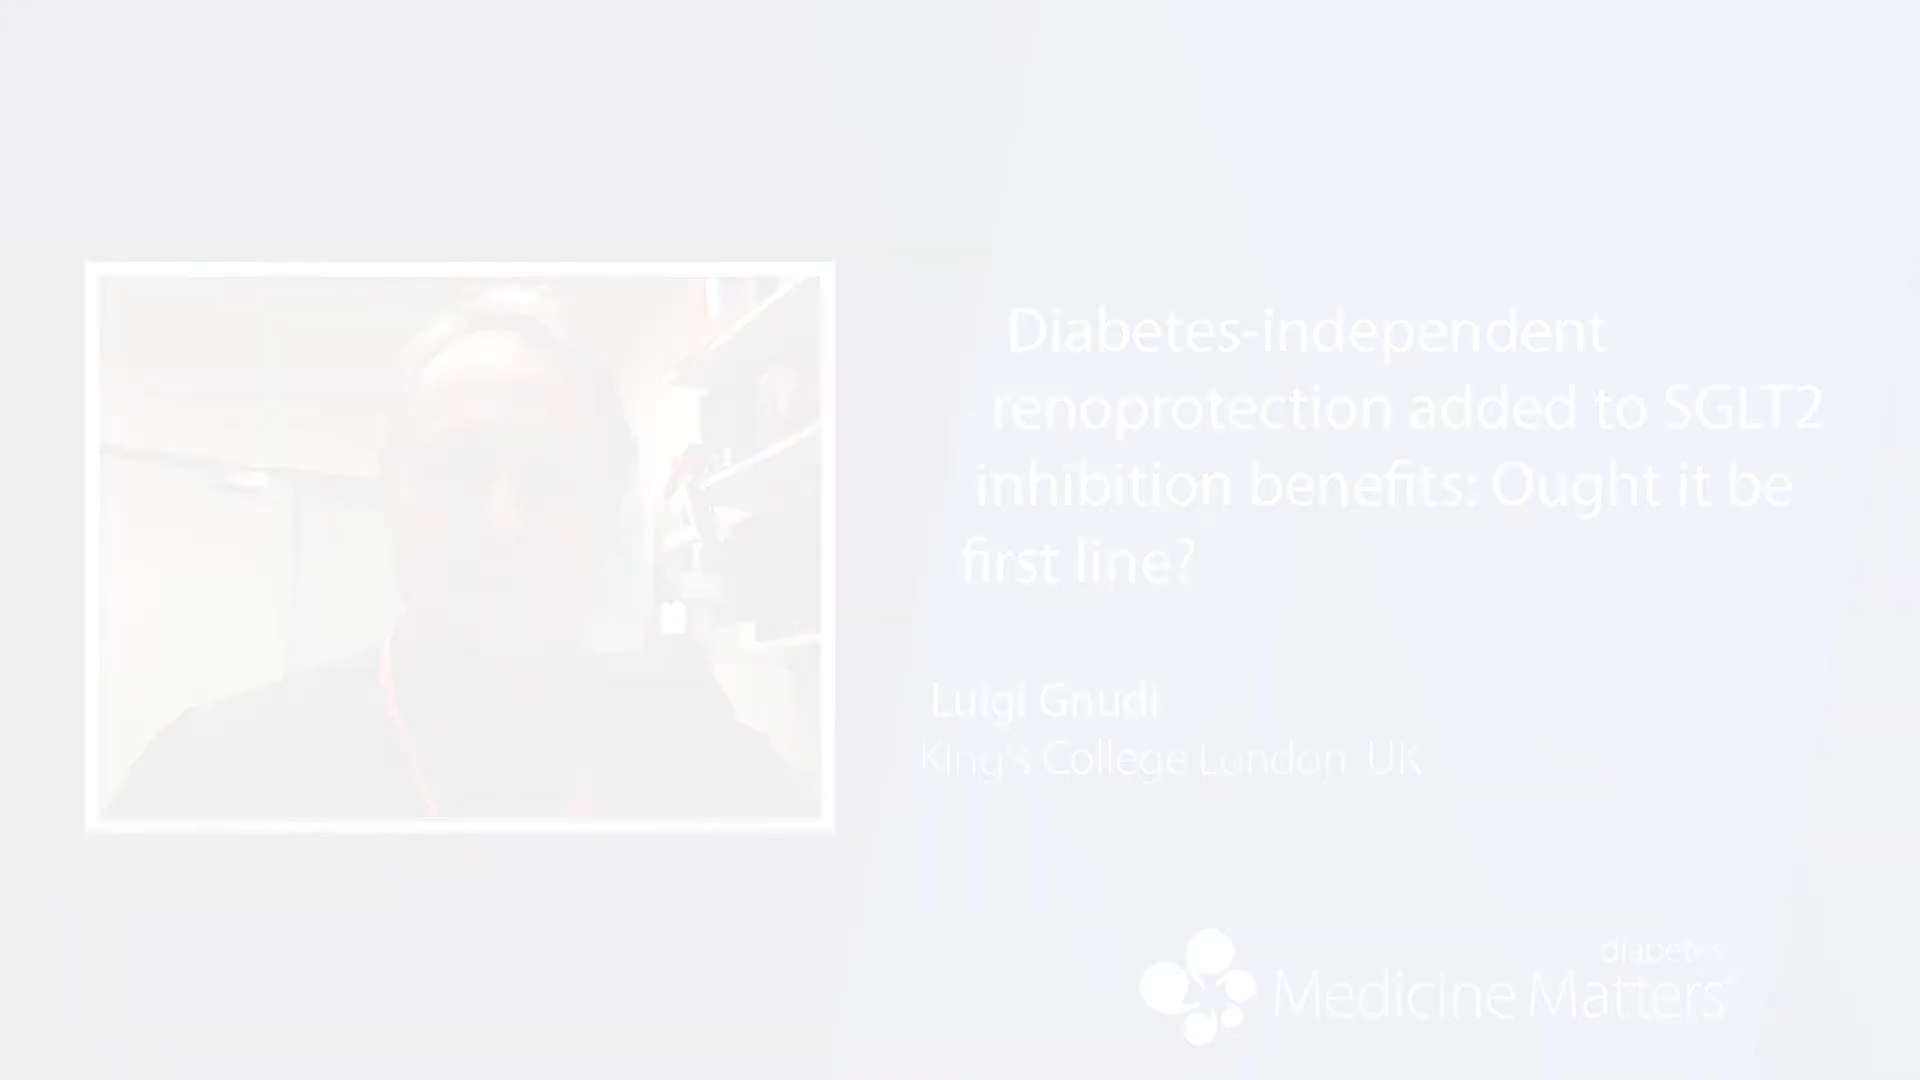 Diabetes-independent
renoprotection added to SGLT2
inhibition benefits: Ought it be
first line?
Luigi Gnudi
King's College London, UK
diabetes
Medicine Matters